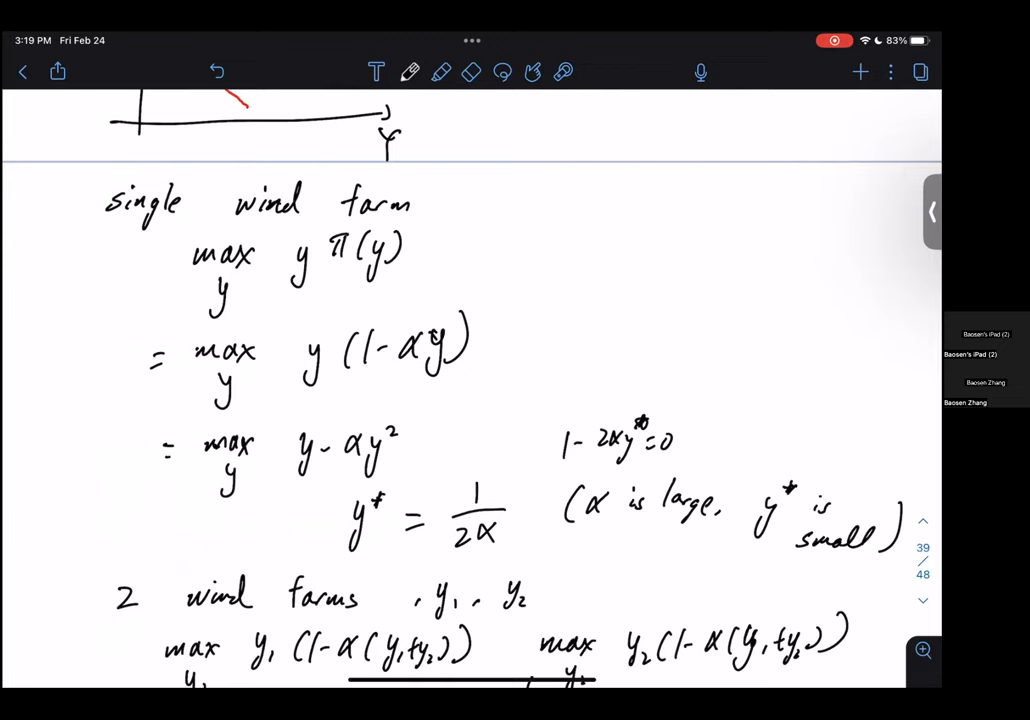 3:19 PM Fri Feb 24
83%
Y
single wind farm
max y π(y)
y
= max y (1-αy)
y
= max y - αy²
y
1 - 2αy* = 0
y* = 1/2α
(α is large, y* is small)
39
/
48
2 wind farms, y₁, y₂
max y₁ (1-α(y₁+y₂))
y₁
max y₂ (1-α(y₁+y₂))
Baosen's iPad (2)
Baosen's iPad (2)
Baosen Zhang
Baosen Zhang